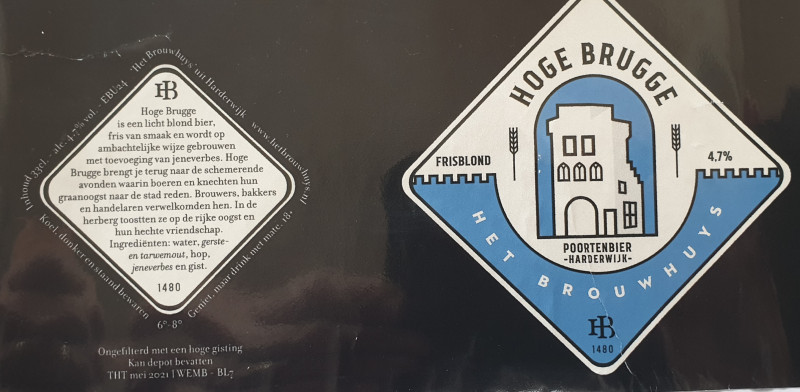 'Het Brouwhuys' uit Harderwijk www.hetbrouwhuys.nl
Inhoud 33cl. - alc. 4,7% vol. - EBU24
HB
Hoge Brugge
is een licht blond bier,
fris van smaak en wordt op
ambachtelijke wijze gebrouwen
met toevoeging van jeneverbes. Hoge
Brugge brengt je terug naar de schemerende
avonden waarin boeren en knechten hun
graanoogst naar de stad reden. Brouwers, bakkers
en handelaren verwelkomden hen. In de
herberg toostten ze op de rijke oogst en
hun hechte vriendschap.
Ingrediënten: water, gerste-
en tarwemout, hop,
jeneverbes en gist.
1480
Koel, donker en staand bewaren
6°-8°
Geniet, maar drink met mate. 18+
Ongefilterd met een hoge gisting
Kan depot bevatten
THT mei 2021 | WEMB - BL7
HOGE BRUGGE
FRISBLOND
4,7%
POORTENBIER
-HARDERWIJK-
HET BROUWHUYS
HB
1480